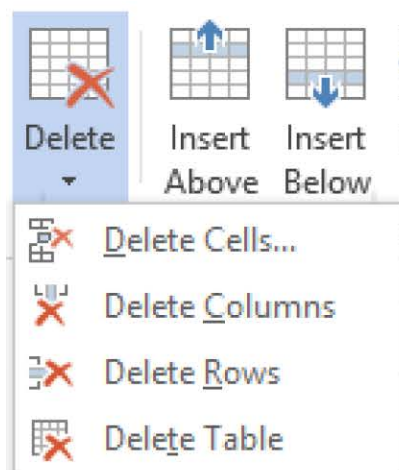 Delete
Insert Above
Insert Below
Delete Cells...
Delete Columns
Delete Rows
Delete Table